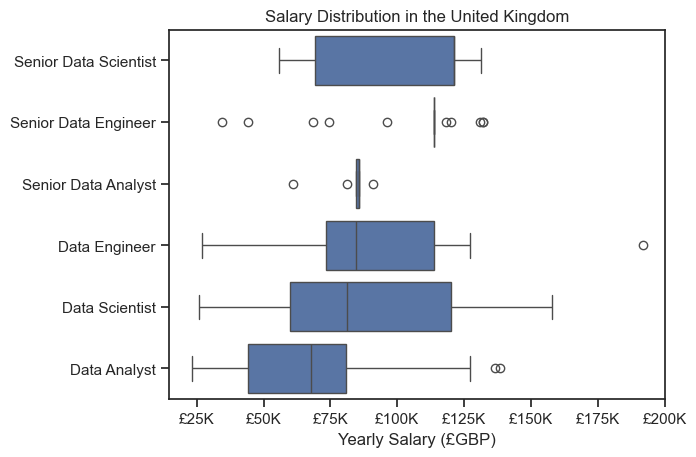 Salary Distribution in the United Kingdom
Senior Data Scientist
Senior Data Engineer
Senior Data Analyst
Data Engineer
Data Scientist
Data Analyst
£25K £50K £75K £100K £125K £150K £175K £200K
Yearly Salary (£GBP)